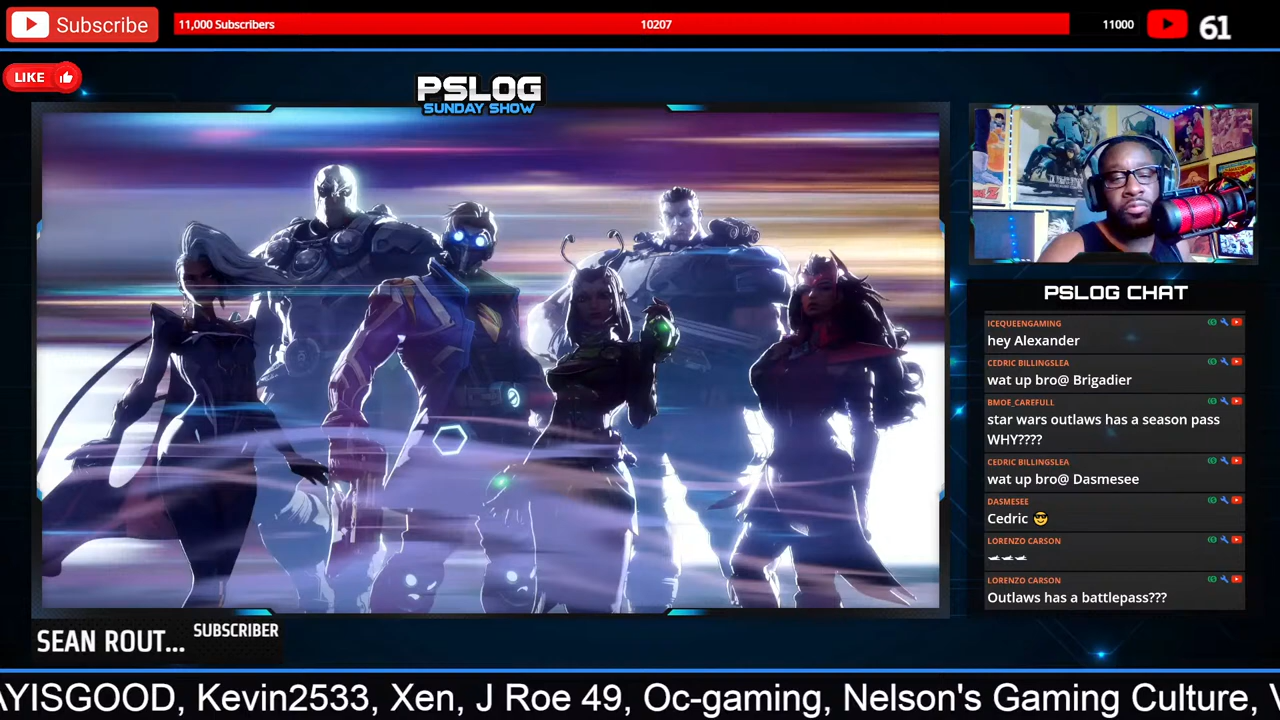 Subscribe
11,000 Subscribers
10207
11000
61
LIKE
PSLOG
SUNDAY SHOW
PSLOG CHAT
ICEQUEENGAMING
hey Alexander
CEDRIC BILLINGSLEA
wat up bro@ Brigadier
BMOE_CAREFULL
star wars outlaws has a season pass
WHY????
CEDRIC BILLINGSLEA
wat up bro@ Dasmesee
DASMESEE
Cedric 😎
LORENZO CARSON
LORENZO CARSON
Outlaws has a battlepass???
SEAN ROUT...
SUBSCRIBER
AYISGOOD, Kevin2533, Xen, J Roe 49, Oc-gaming, Nelson's Gaming Culture, V